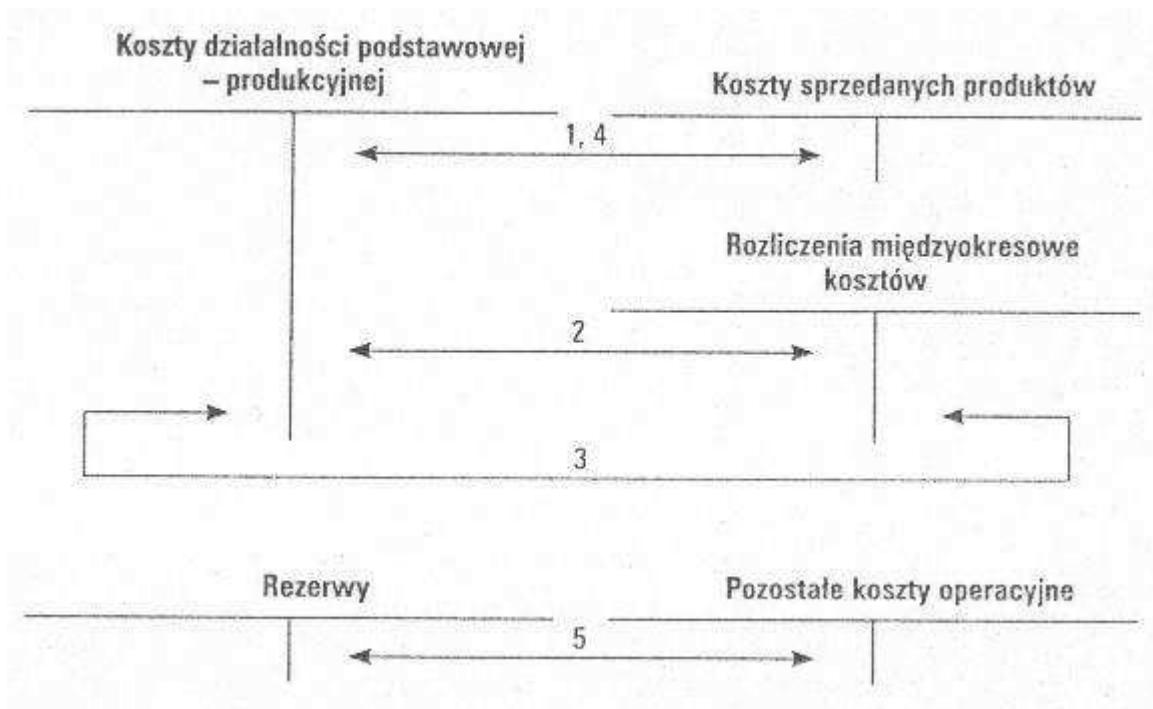 Koszty działalności podstawowej
– produkcyjnej
Koszty sprzedanych produktów
1, 4
Rozliczenia międzyokresowe
kosztów
2
3
Rezerwy
Pozostałe koszty operacyjne
5